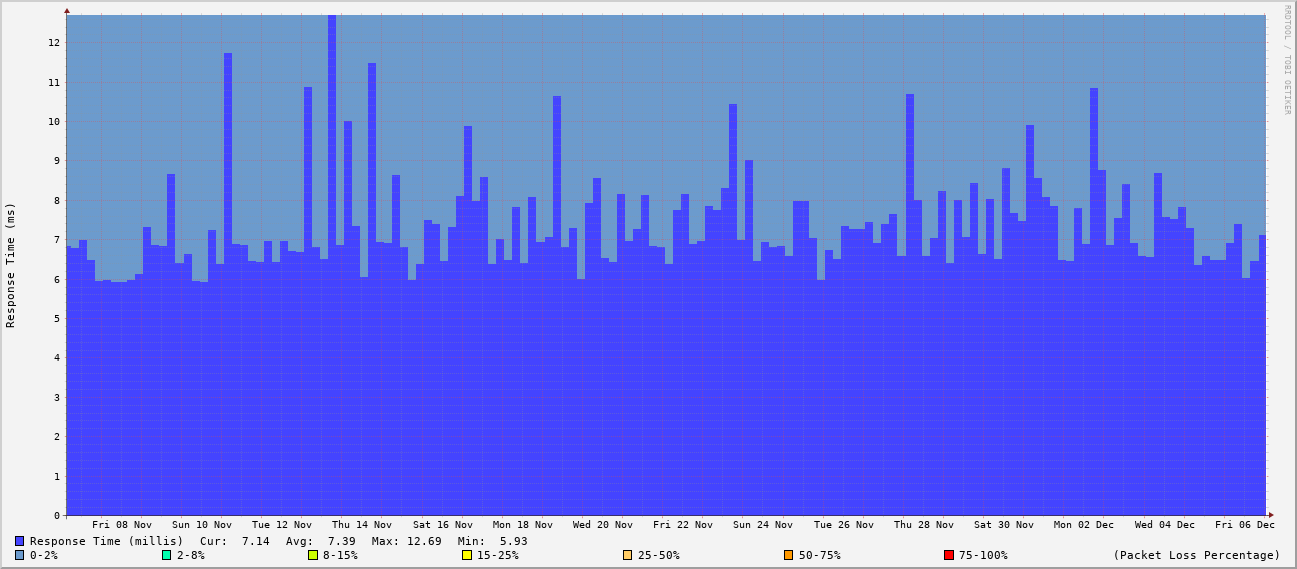 RRDTOOL / TOBI OETIKER
Response Time (ms)
12
11
10
9
8
7
6
5
4
3
2
1
0
Fri 08 Nov Sun 10 Nov Tue 12 Nov Thu 14 Nov Sat 16 Nov Mon 18 Nov Wed 20 Nov Fri 22 Nov Sun 24 Nov Tue 26 Nov Thu 28 Nov Sat 30 Nov Mon 02 Dec Wed 04 Dec Fri 06 Dec
Response Time (millis) Cur: 7.14 Avg: 7.39 Max: 12.69 Min: 5.93
0-2% 2-8% 8-15% 15-25% 25-50% 50-75% 75-100% (Packet Loss Percentage)